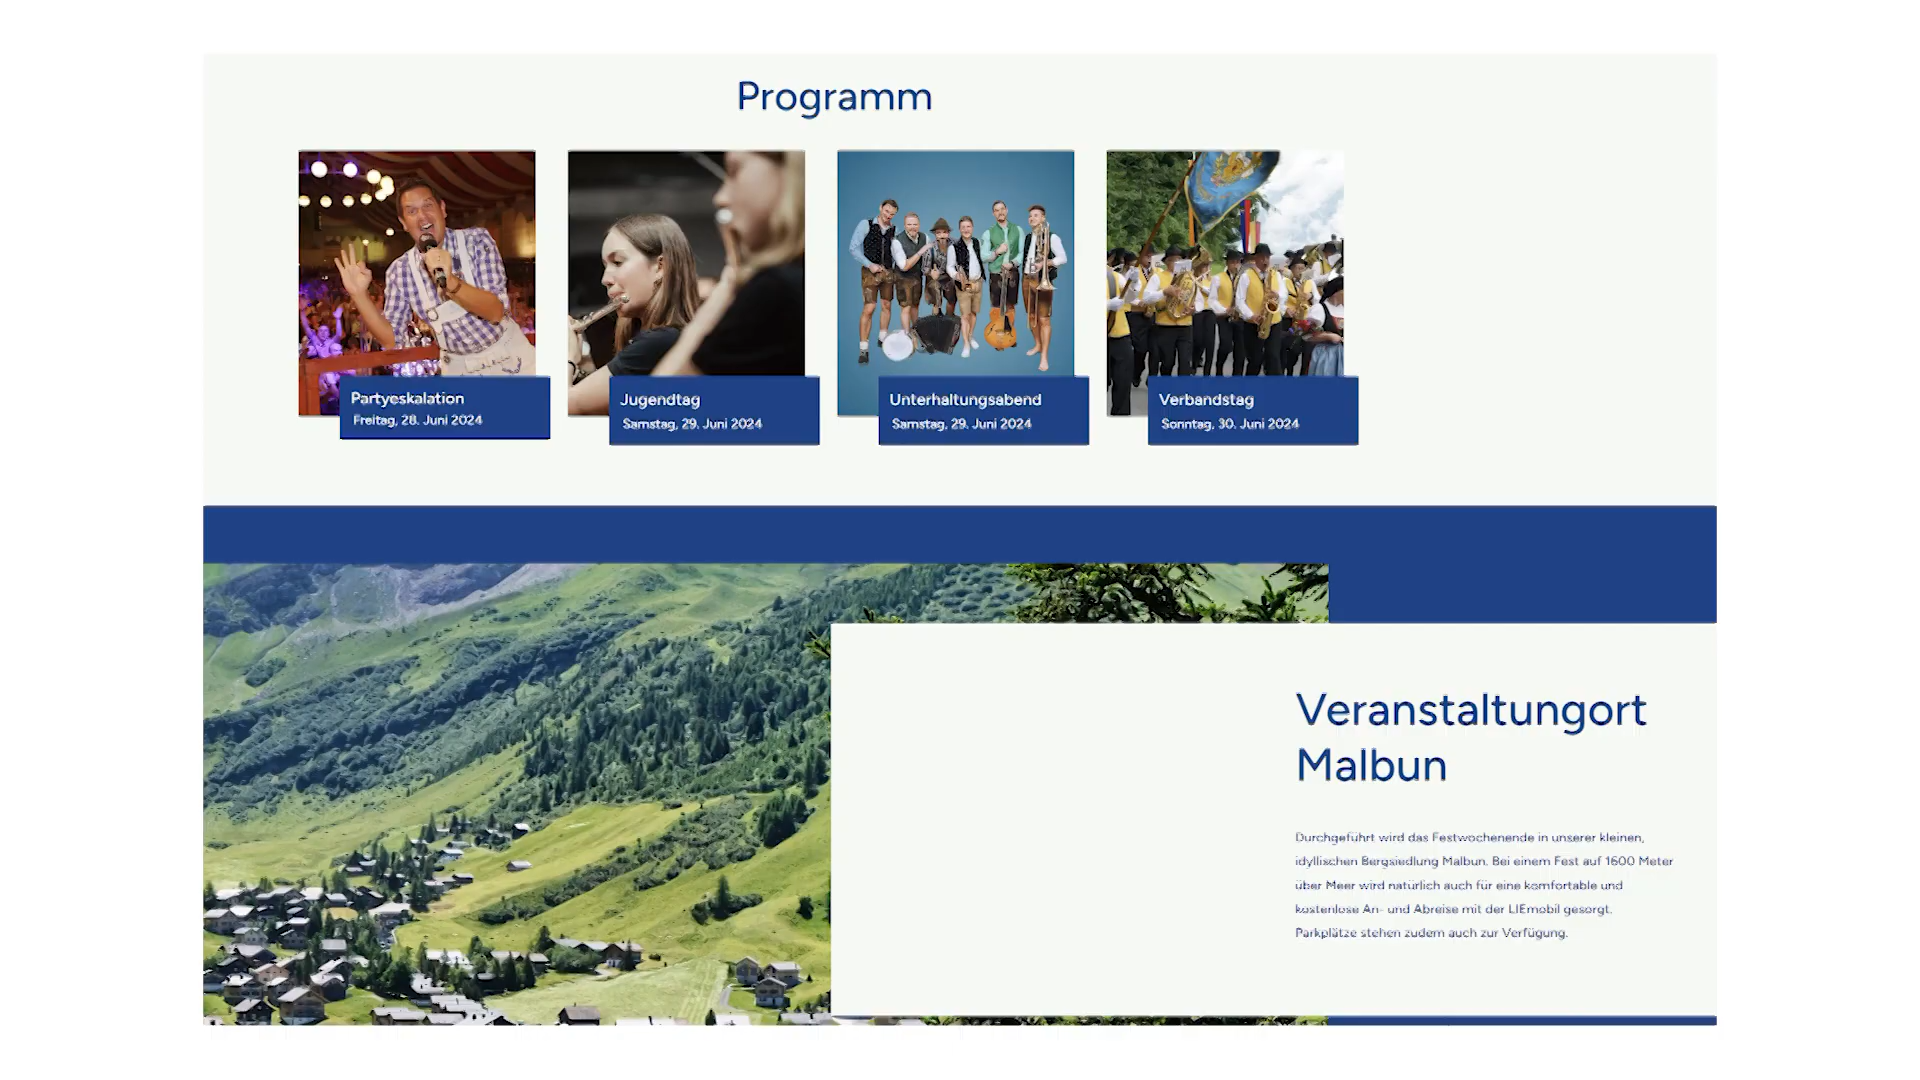 Programm
Partyeskalation
Freitag, 28. Juni 2024
Jugendtag
Samstag, 29. Juni 2024
Unterhaltungsabend
Samstag, 29. Juni 2024
Verbandstag
Sonntag, 30. Juni 2024
Veranstaltungort
Malbun
Durchgeführt wird das Festwochenende in unserer kleinen,
idyllischen Bergsiedlung Malbun. Bei einem Fest auf 1600 Meter
über Meer wird natürlich auch für eine komfortable und
kostenlose An- und Abreise mit der LIEmobil gesorgt.
Parkplätze stehen zudem auch zur Verfügung.